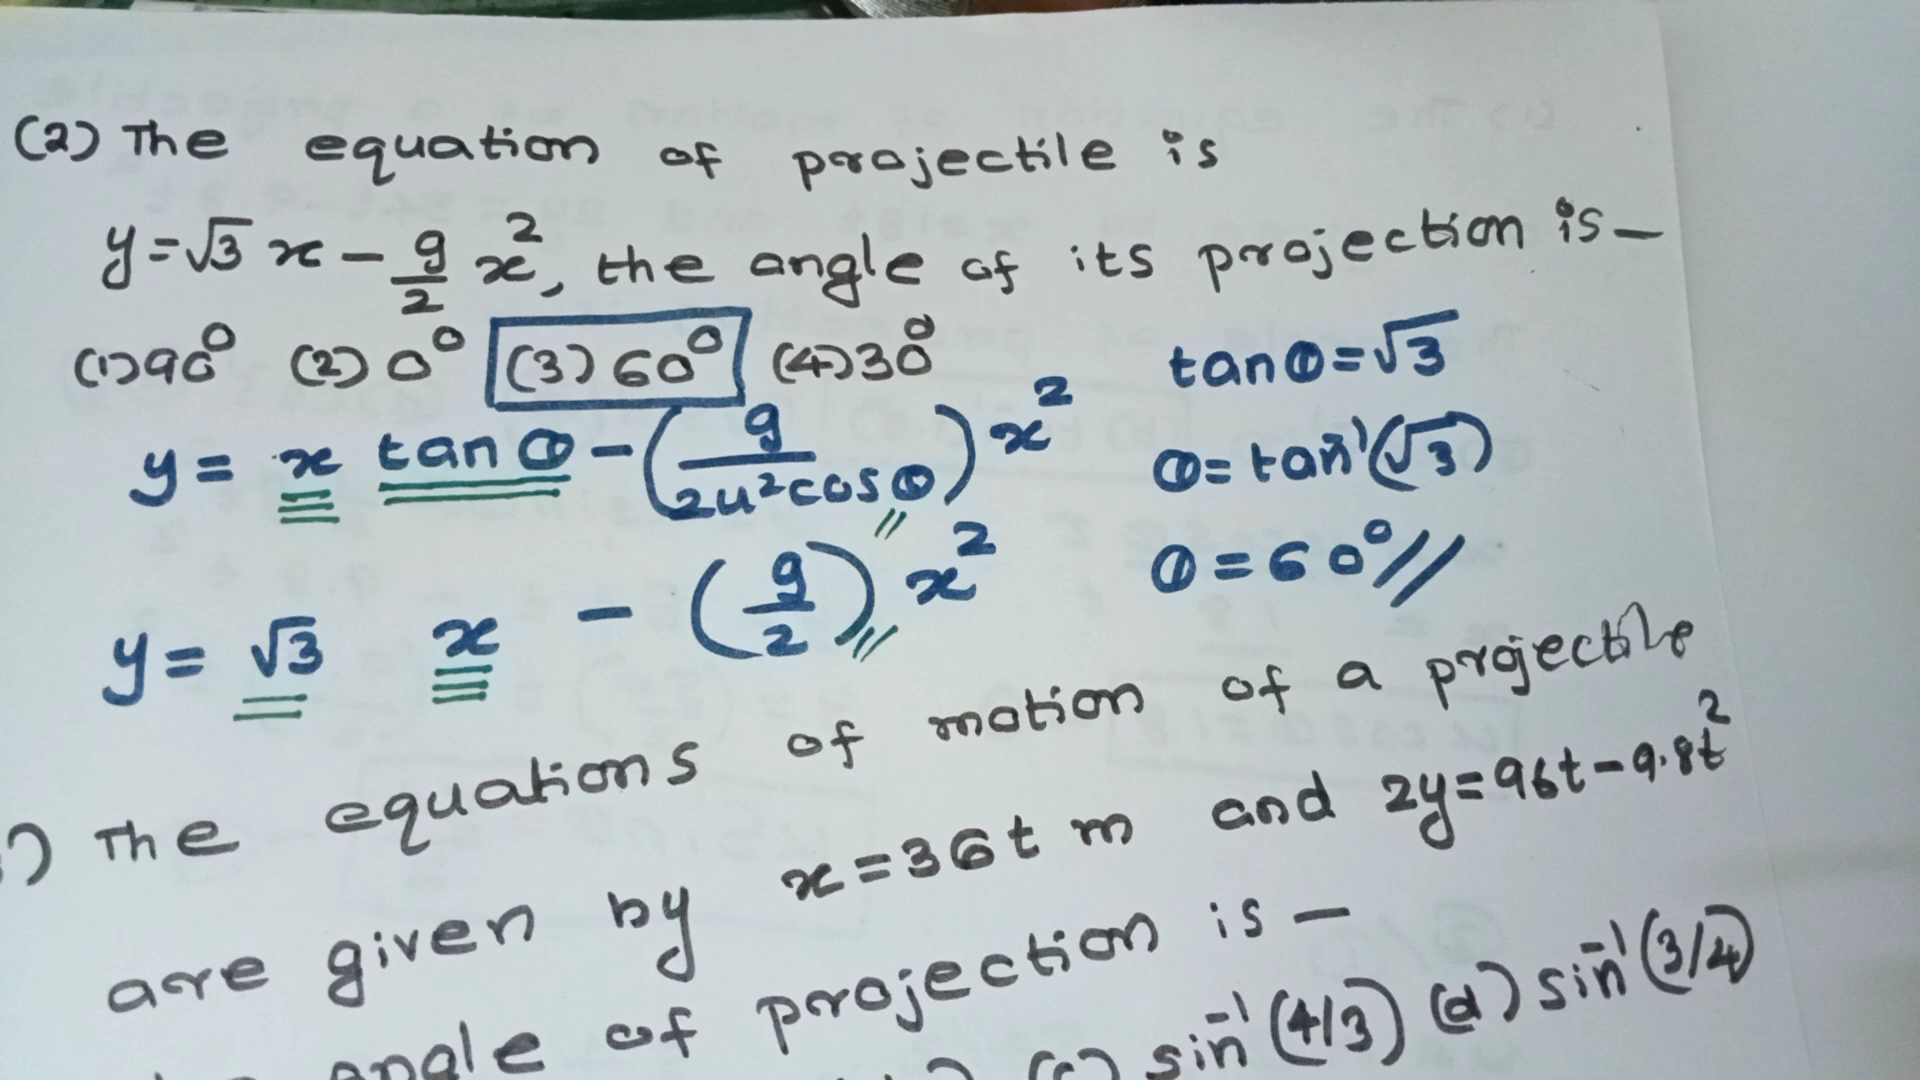 (2) The equation of projectile is
y=√3 x - g/2 x², the angle of its projection is -
(1) 90° (2) 0° (3) 60° (4) 30°
tanθ=√3
y= x tanθ-(g/2u²cosθ)x²
θ=tan⁻¹(√3)
θ=60°//
y= √3 x - (g/2)x²
) The equations of motion of a projectile
are given by x=36t m and 2y=96t-9.8t²
angle of projection is -
(c) sin⁻¹(4/3) (d) sin⁻¹(3/4)